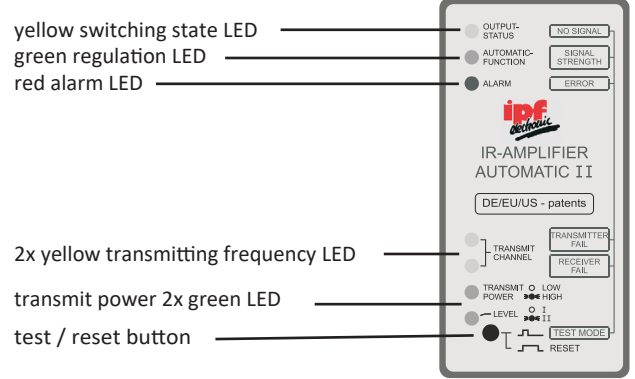 yellow switching state LED
green regulation LED
red alarm LED
OUTPUT-
STATUS
NO SIGNAL
AUTOMATIC-
FUNCTION
SIGNAL
STRENGTH
ALARM
ERROR
ipf
electronic
IR-AMPLIFIER
AUTOMATIC II
DE/EU/US - patents
2x yellow transmitting frequency LED
TRANSMIT
CHANNEL
TRANSMITTER
FAIL
RECEIVER
FAIL
transmit power 2x green LED
TRANSMIT
POWER
LOW
HIGH
LEVEL
I
II
test / reset button
TEST MODE
RESET